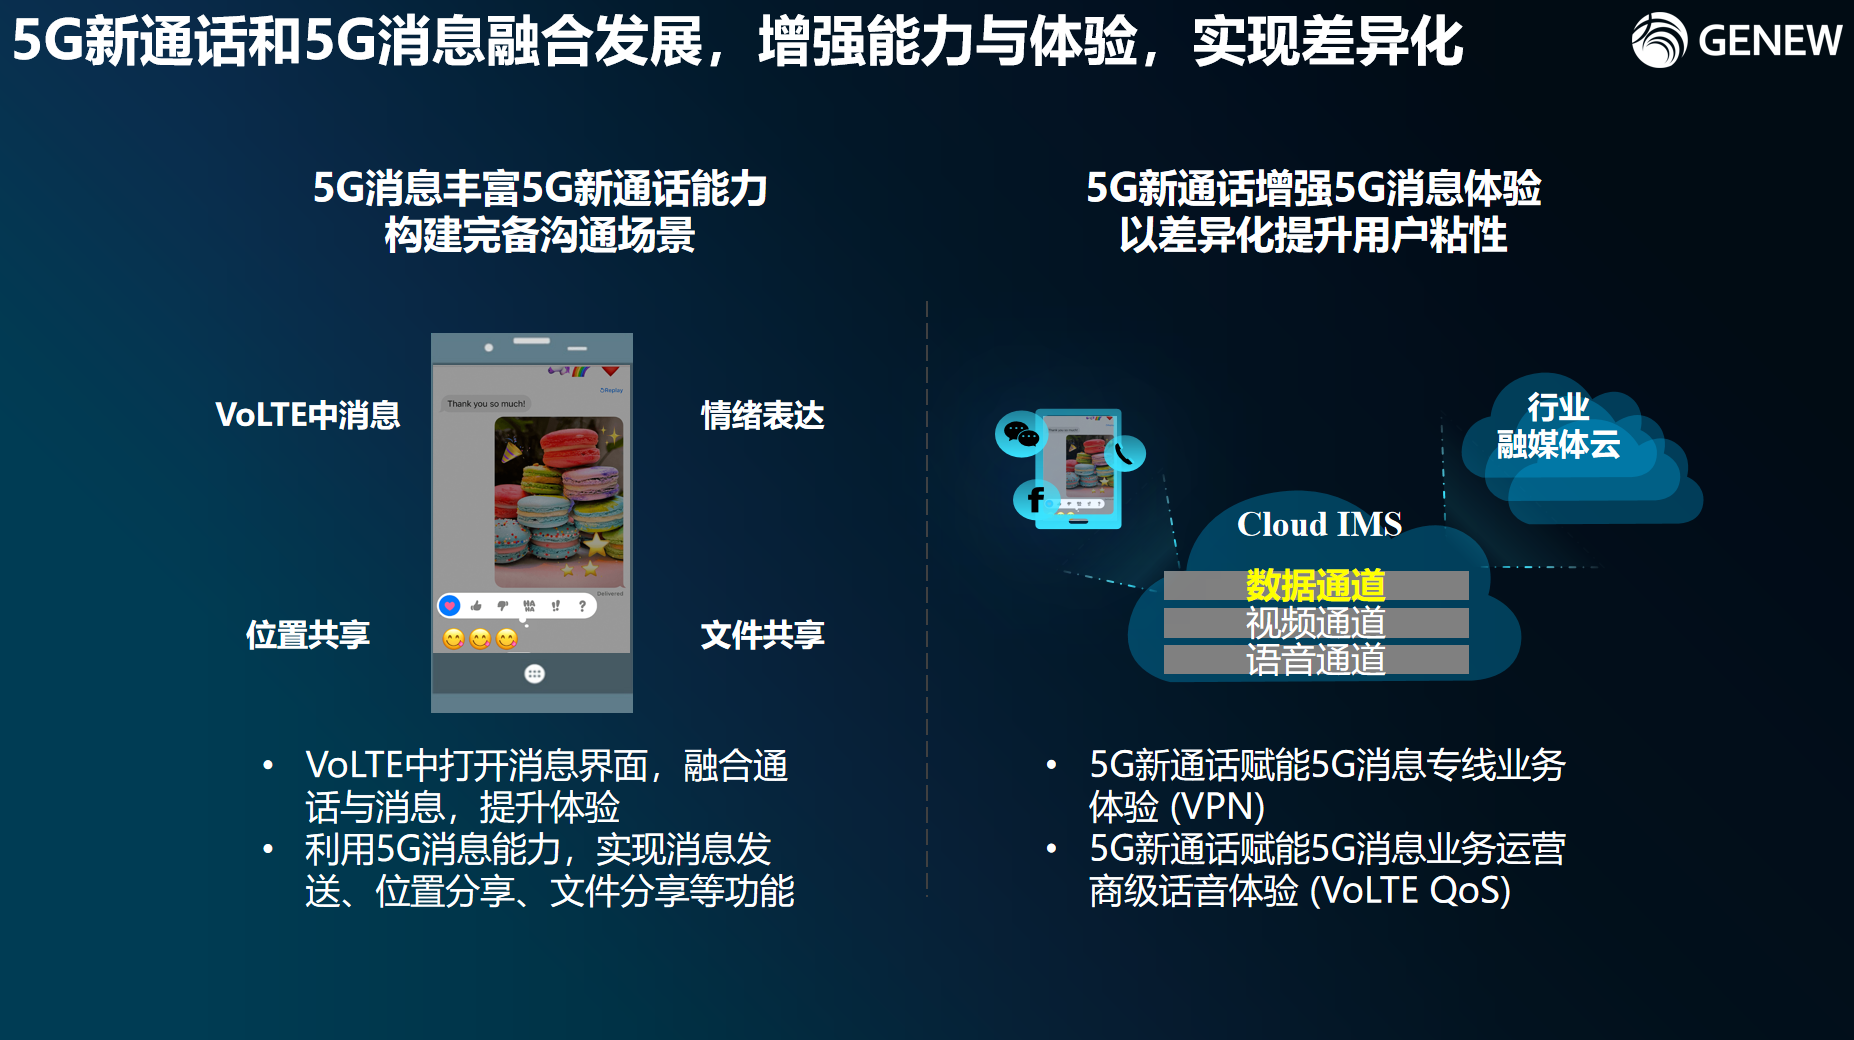 5G新通话和5G消息融合发展，增强能力与体验，实现差异化
GENEW
5G消息丰富5G新通话能力
构建完备沟通场景
VoLTE中消息
情绪表达
位置共享
文件共享
Replay
Thank you so much!
Delivered
HA
HA
!!
?
• VoLTE中打开消息界面，融合通
话与消息，提升体验
• 利用5G消息能力，实现消息发
送、位置分享、文件分享等功能
5G新通话增强5G消息体验
以差异化提升用户粘性
f
行业
融媒体云
Cloud IMS
数据通道
视频通道
语音通道
• 5G新通话赋能5G消息专线业务
体验 (VPN)
• 5G新通话赋能5G消息业务运营
商级话音体验 (VoLTE QoS)